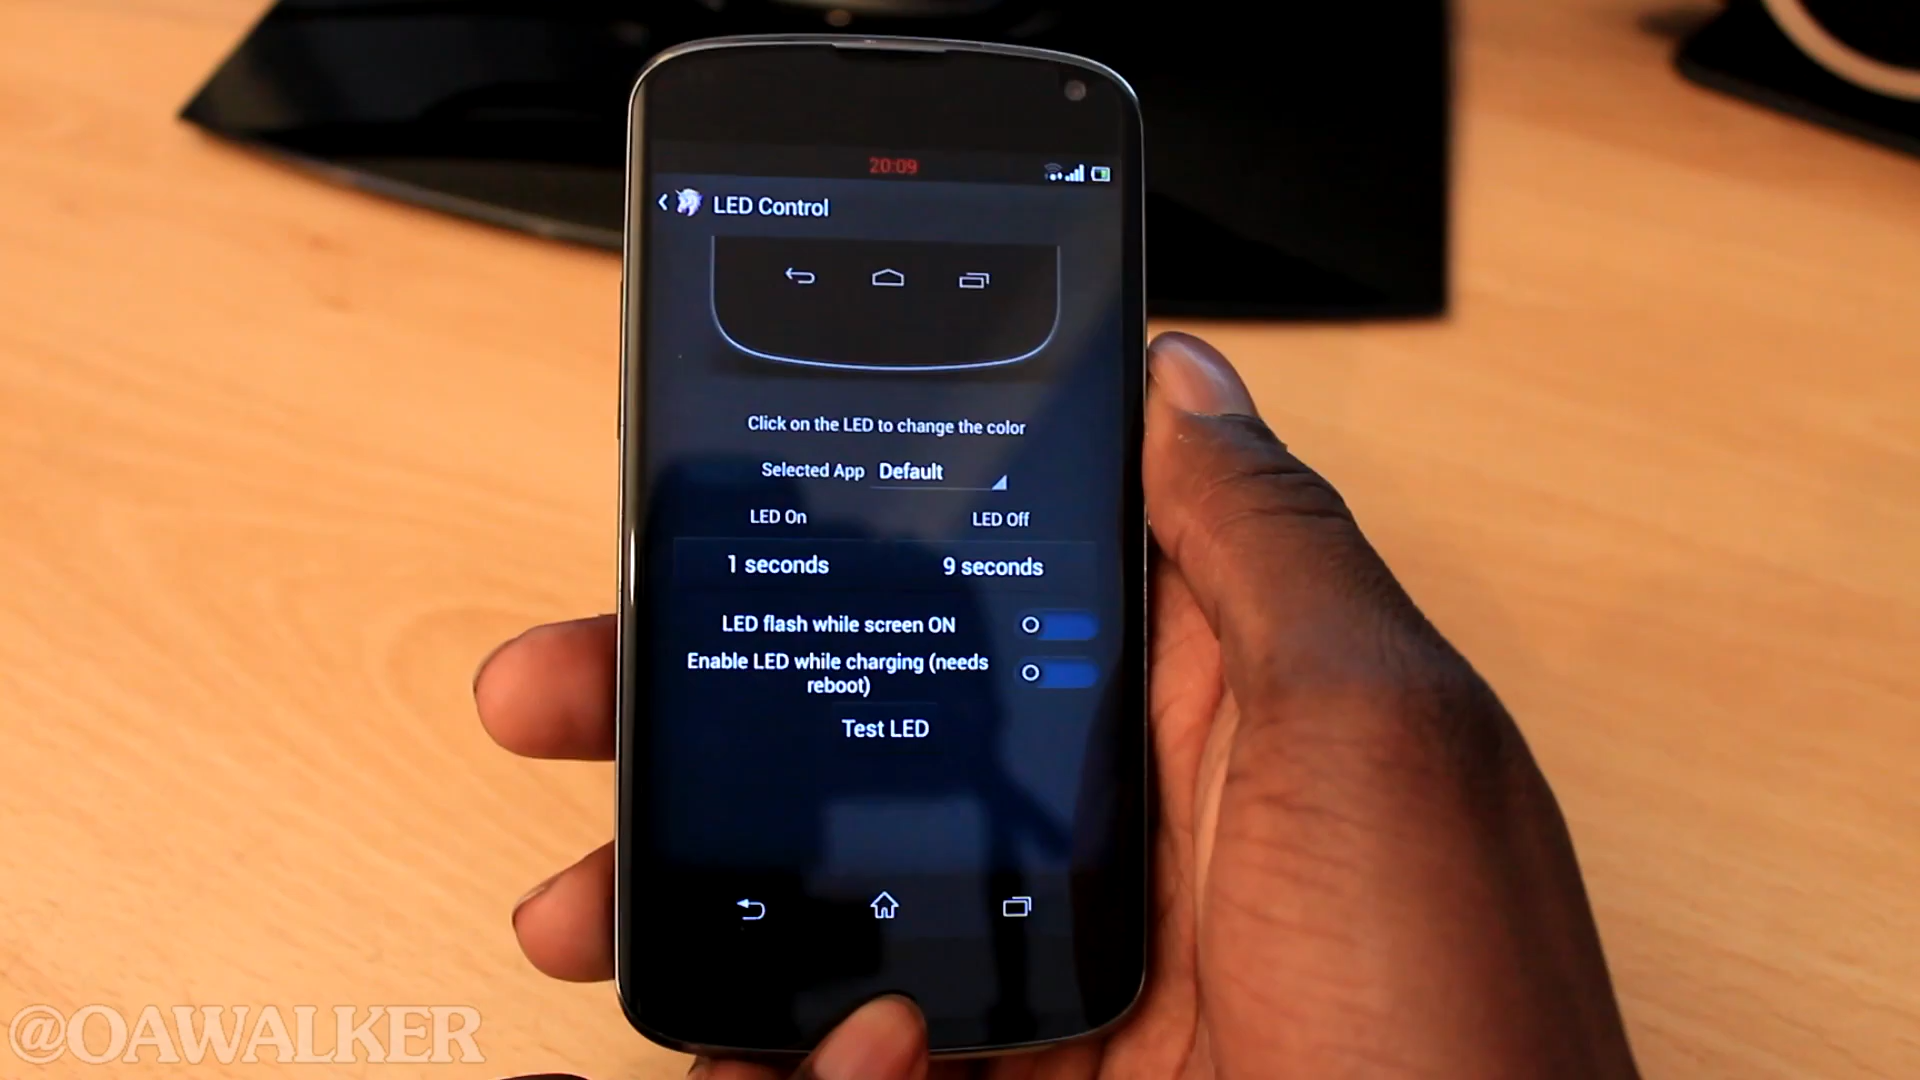 20:09
LED Control
Click on the LED to change the color
Selected App Default
LED On LED Off
1 seconds 9 seconds
LED flash while screen ON
Enable LED while charging (needs
reboot)
Test LED
@OAWALKER